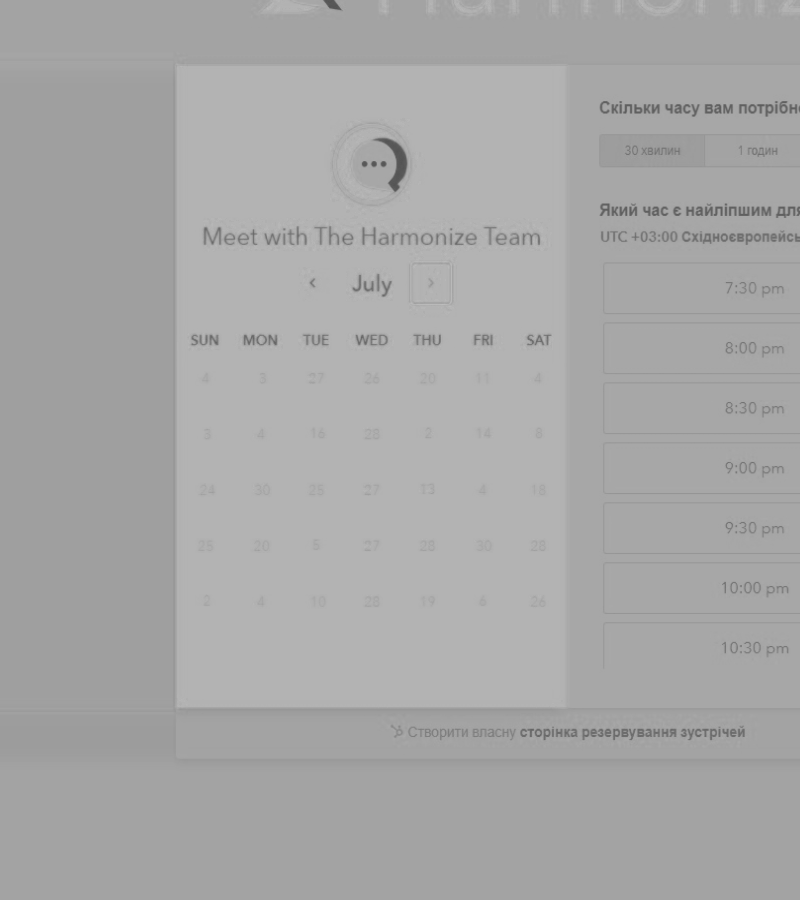 Harmoniz
Meet with The Harmonize Team
‹ July ›
SUN MON TUE WED THU FRI SAT
4 3 27 26 20 11 4
3 4 16 28 2 14 8
24 30 25 27 13 4 18
25 20 5 27 28 30 28
2 4 10 28 19 6 26
Скільки часу вам потрібн
30 хвилин 1 годин
Який час є найліпшим для
UTC +03:00 Східноєвропейсь
7:30 pm
8:00 pm
8:30 pm
9:00 pm
9:30 pm
10:00 pm
10:30 pm
Створити власну сторінка резервування зустрічей